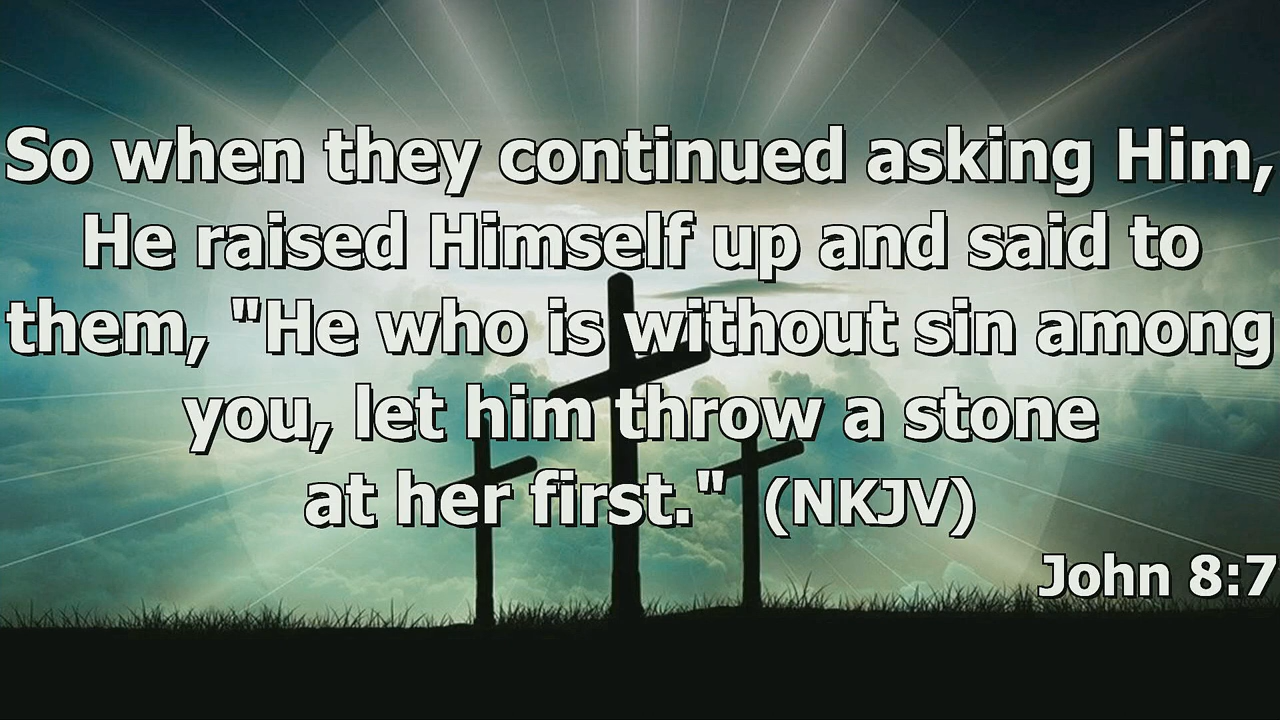 So when they continued asking Him,
He raised Himself up and said to
them, "He who is without sin among
you, let him throw a stone
at her first." (NKJV)
John 8:7